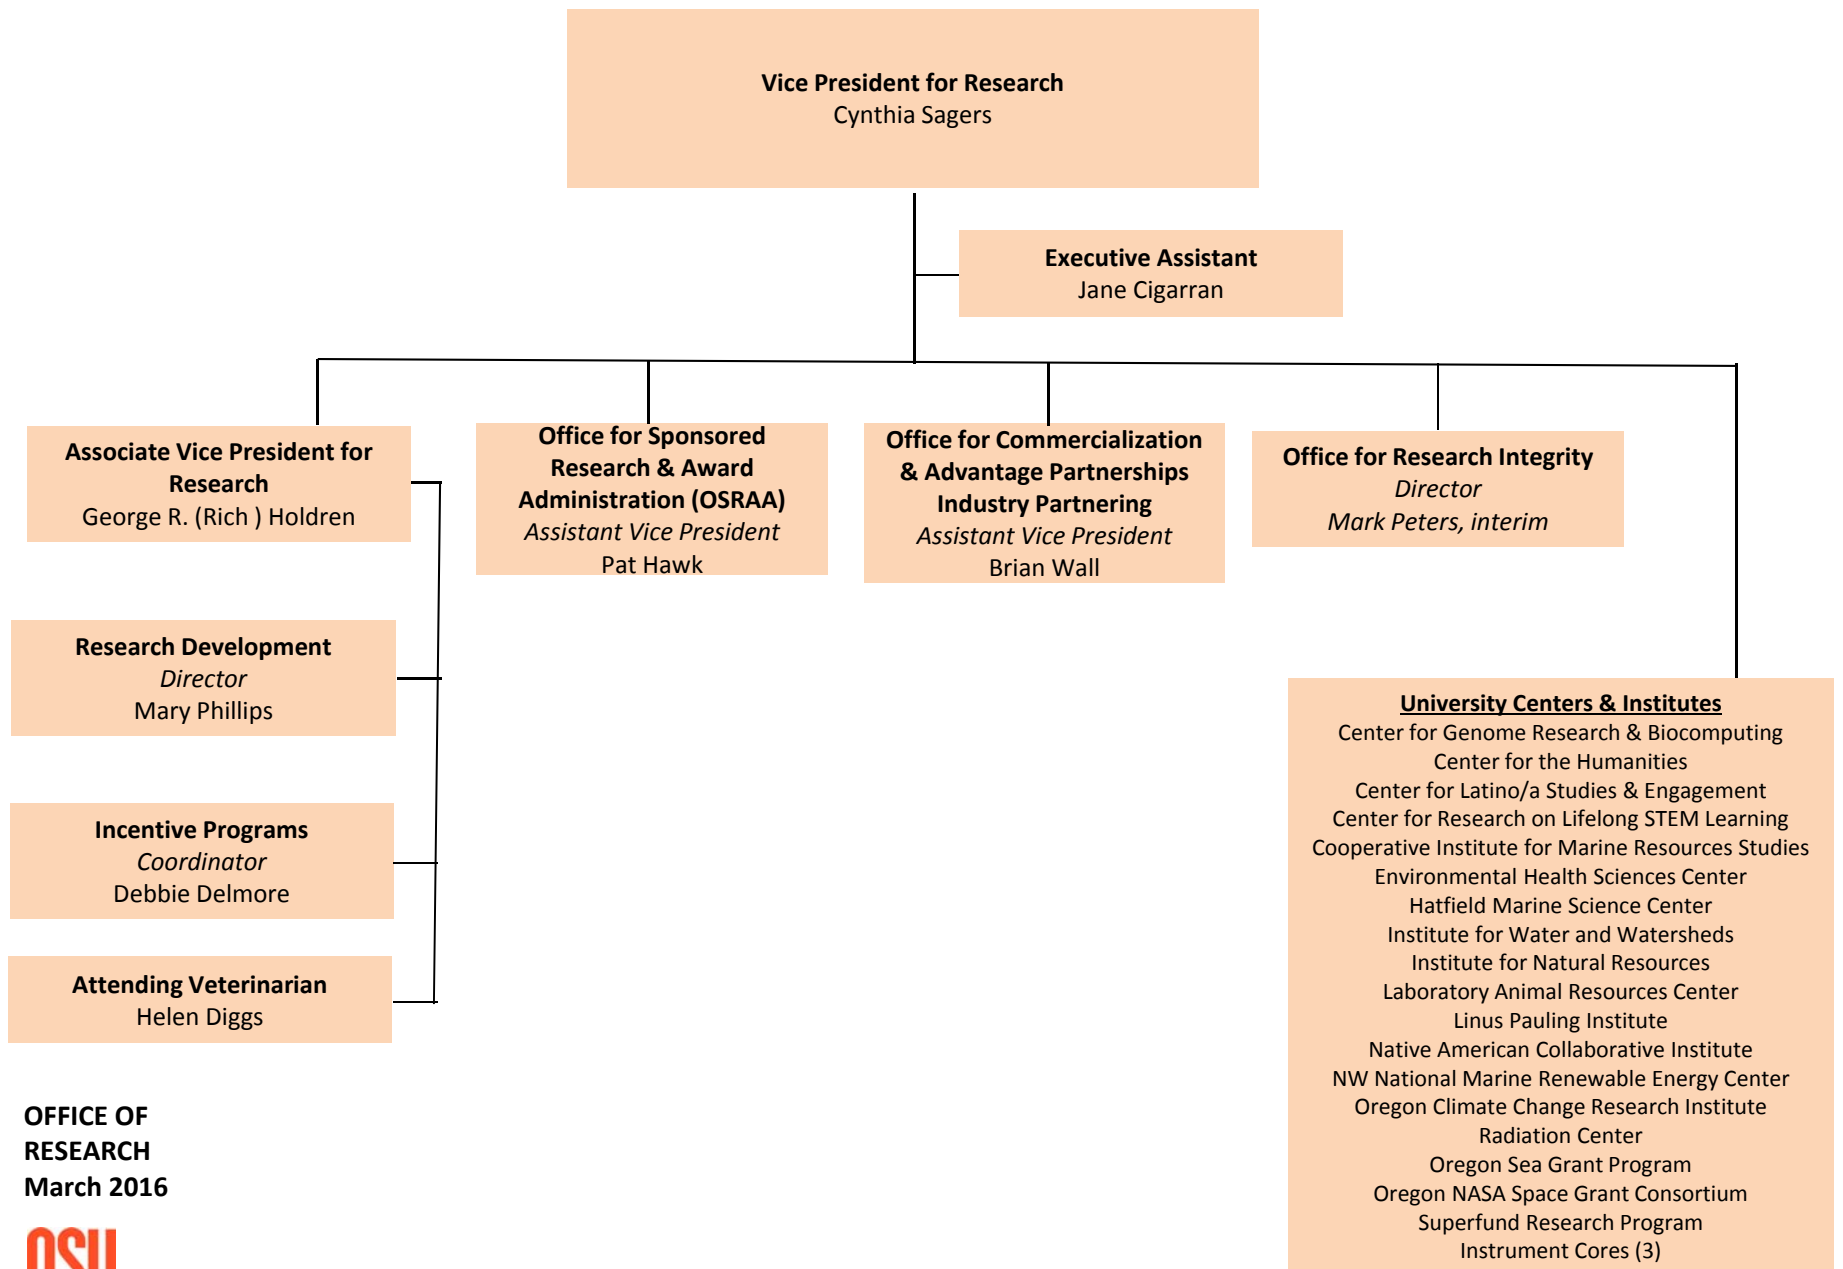 Vice President for Research
Cynthia Sagers
Executive Assistant
Jane Cigarran
Associate Vice President for
Research
George R. (Rich ) Holdren
Office for Sponsored
Research & Award
Administration (OSRAA)
Assistant Vice President
Pat Hawk
Office for Commercialization
& Advantage Partnerships
Industry Partnering
Assistant Vice President
Brian Wall
Office for Research Integrity
Director
Mark Peters, interim
Research Development
Director
Mary Phillips
Incentive Programs
Coordinator
Debbie Delmore
Attending Veterinarian
Helen Diggs
University Centers & Institutes
Center for Genome Research & Biocomputing
Center for the Humanities
Center for Latino/a Studies & Engagement
Center for Research on Lifelong STEM Learning
Cooperative Institute for Marine Resources Studies
Environmental Health Sciences Center
Hatfield Marine Science Center
Institute for Water and Watersheds
Institute for Natural Resources
Laboratory Animal Resources Center
Linus Pauling Institute
Native American Collaborative Institute
NW National Marine Renewable Energy Center
Oregon Climate Change Research Institute
Radiation Center
Oregon Sea Grant Program
Oregon NASA Space Grant Consortium
Superfund Research Program
Instrument Cores (3)
OFFICE OF
RESEARCH
March 2016
OSU